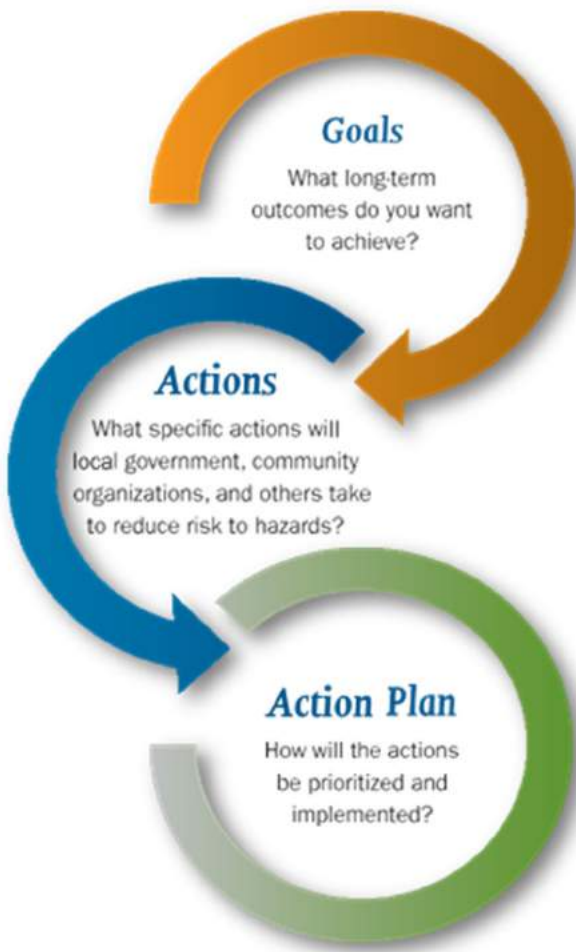 Goals
What long-term
outcomes do you want
to achieve?
Actions
What specific actions will
local government, community
organizations, and others take
to reduce risk to hazards?
Action Plan
How will the actions
be prioritized and
implemented?